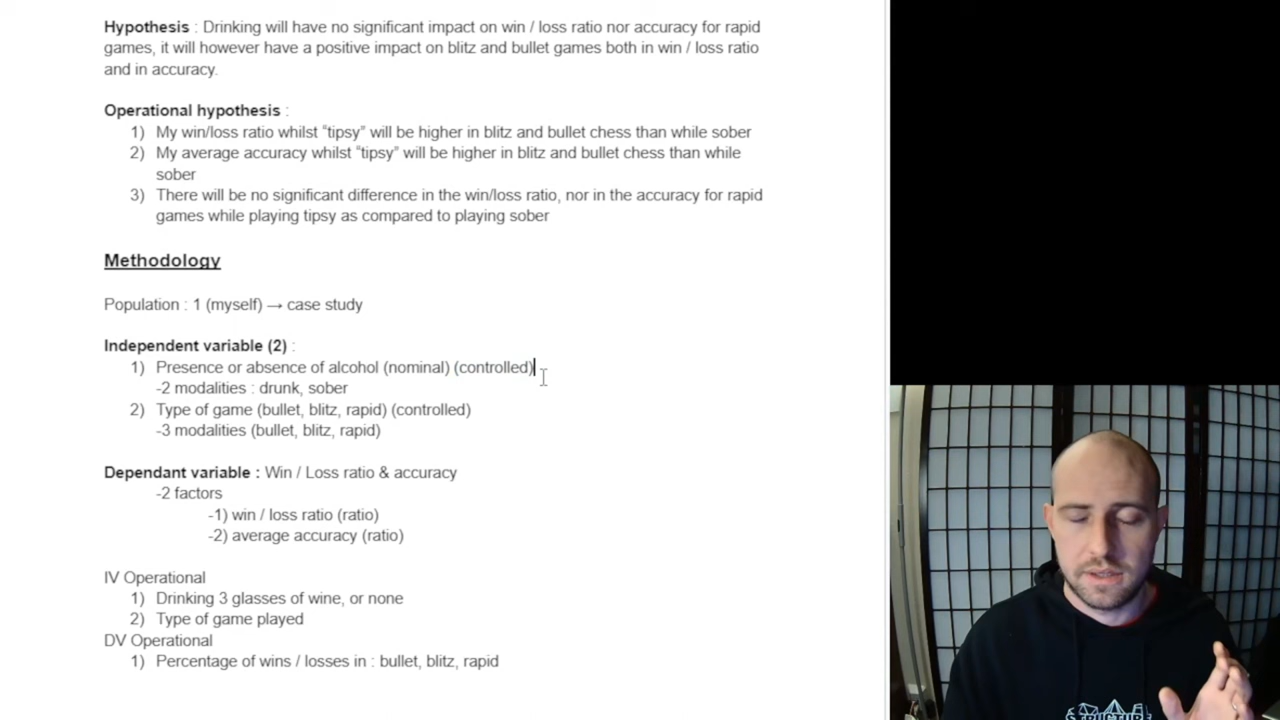 Hypothesis : Drinking will have no significant impact on win / loss ratio nor accuracy for rapid
games, it will however have a positive impact on blitz and bullet games both in win / loss ratio
and in accuracy.
Operational hypothesis :
1) My win/loss ratio whilst “tipsy” will be higher in blitz and bullet chess than while sober
2) My average accuracy whilst “tipsy” will be higher in blitz and bullet chess than while
sober
3) There will be no significant difference in the win/loss ratio, nor in the accuracy for rapid
games while playing tipsy as compared to playing sober
Methodology
Population : 1 (myself) → case study
Independent variable (2) :
1) Presence or absence of alcohol (nominal) (controlled)
-2 modalities : drunk, sober
2) Type of game (bullet, blitz, rapid) (controlled)
-3 modalities (bullet, blitz, rapid)
Dependant variable : Win / Loss ratio & accuracy
-2 factors
-1) win / loss ratio (ratio)
-2) average accuracy (ratio)
IV Operational
1) Drinking 3 glasses of wine, or none
2) Type of game played
DV Operational
1) Percentage of wins / losses in : bullet, blitz, rapid